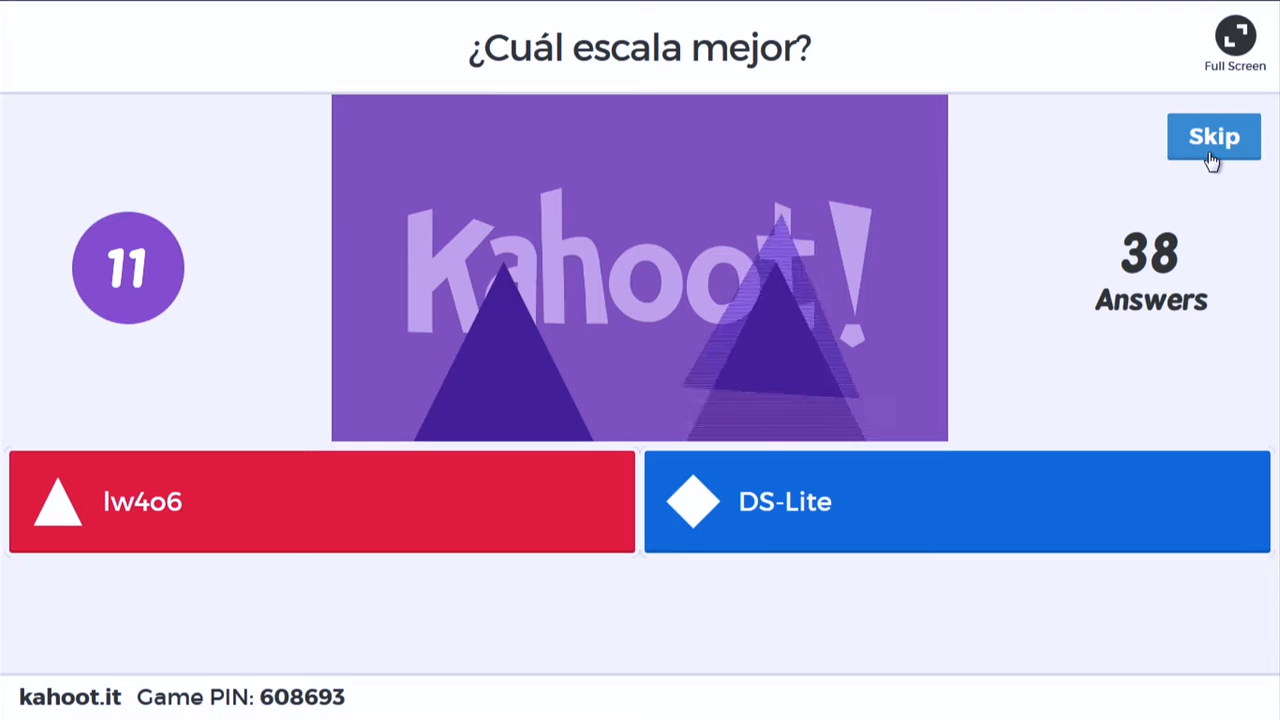 ¿Cuál escala mejor?
Full Screen
Skip
11
Kahoot!
38
Answers
lw4o6
DS-Lite
kahoot.it Game PIN: 608693